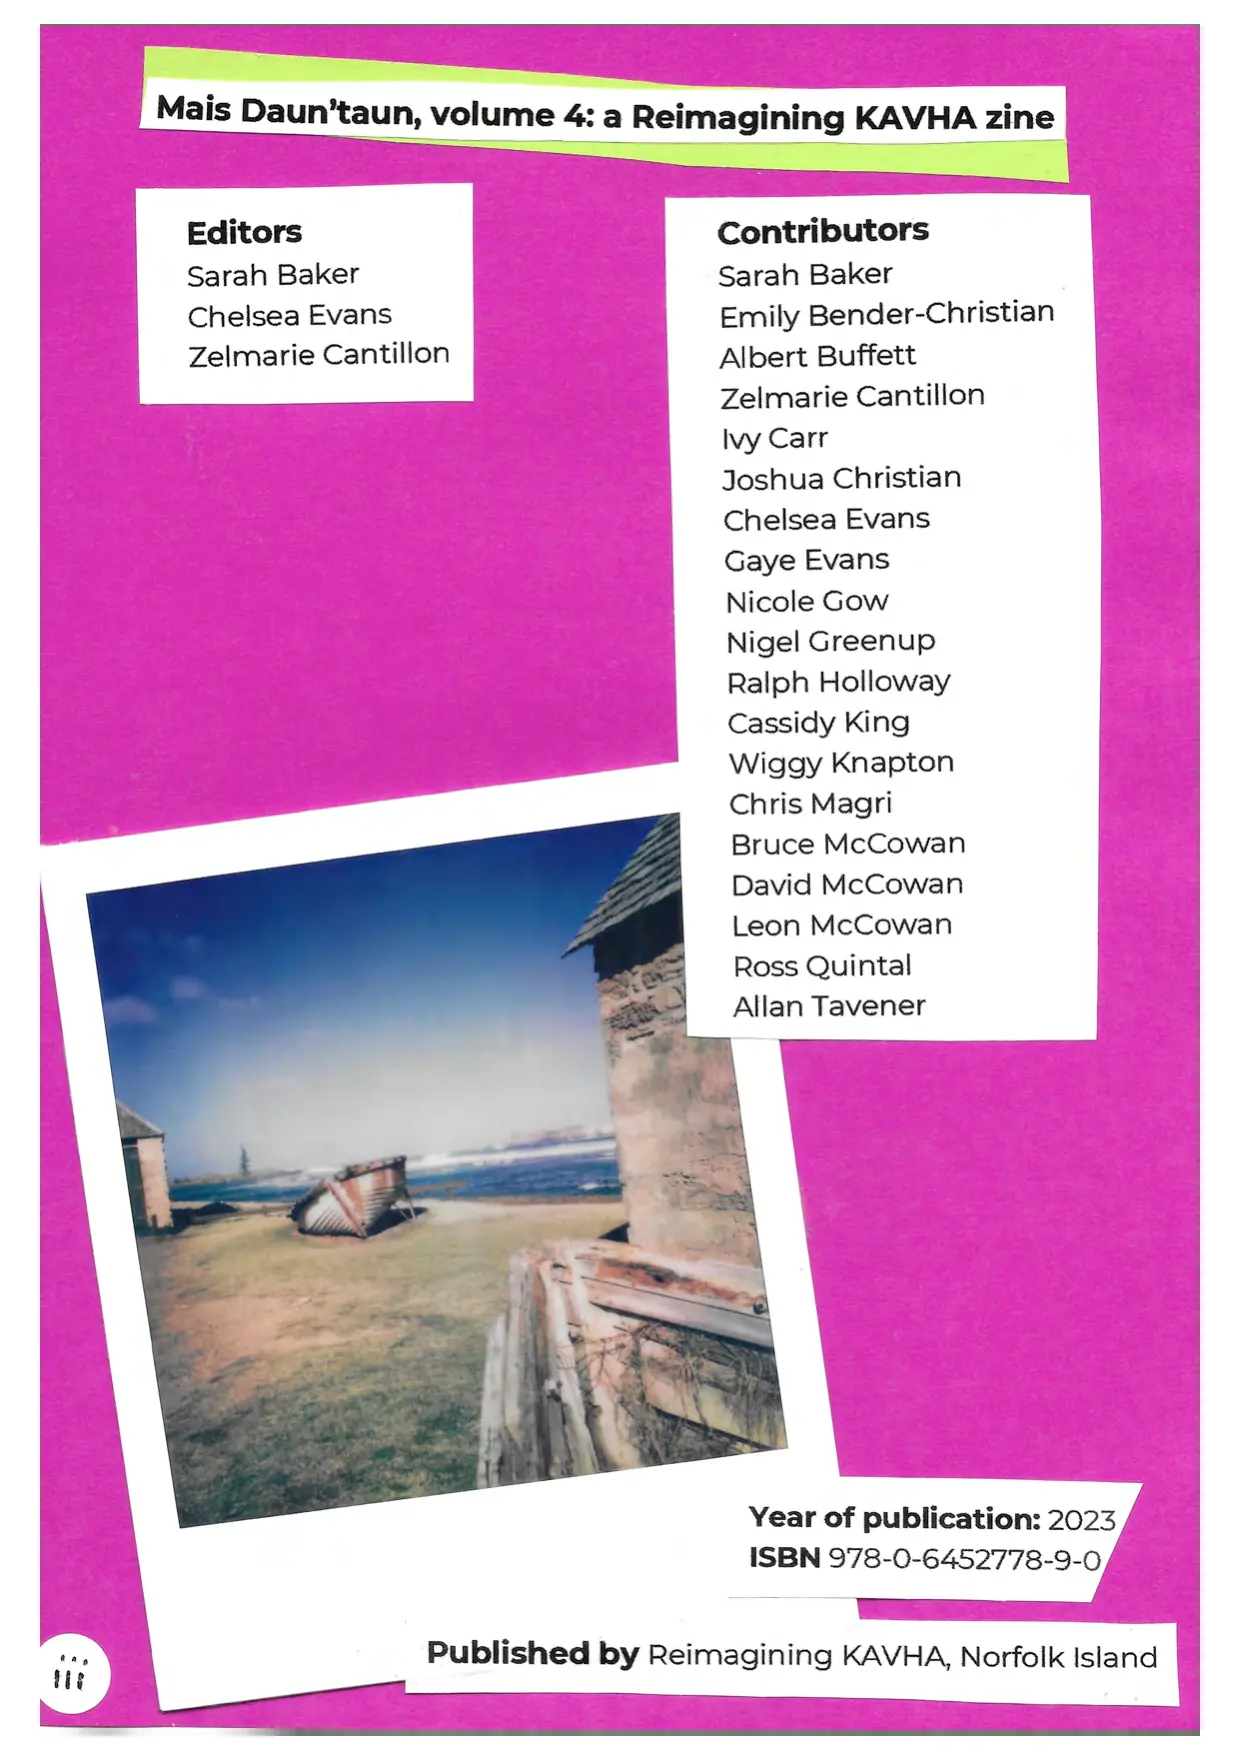 Mais Daun'taun, volume 4: a Reimagining KAVHA zine
Editors
Sarah Baker
Chelsea Evans
Zelmarie Cantillon
Contributors
Sarah Baker
Emily Bender-Christian
Albert Buffett
Zelmarie Cantillon
Ivy Carr
Joshua Christian
Chelsea Evans
Gaye Evans
Nicole Gow
Nigel Greenup
Ralph Holloway
Cassidy King
Wiggy Knapton
Chris Magri
Bruce McCowan
David McCowan
Leon McCowan
Ross Quintal
Allan Tavener
Year of publication: 2023
ISBN 978-0-6452778-9-0
Published by Reimagining KAVHA, Norfolk Island
iii